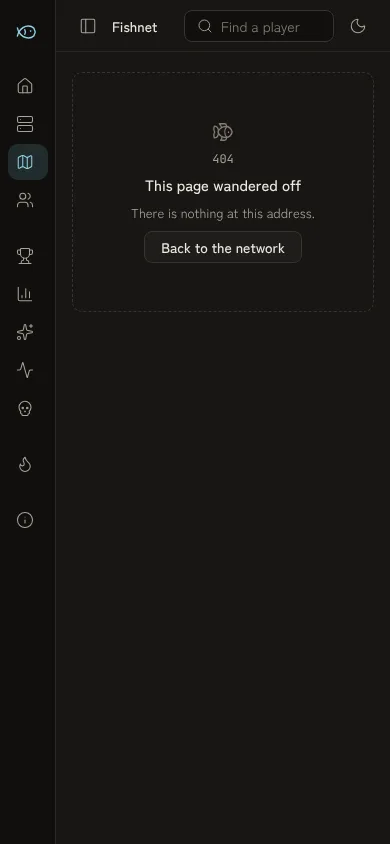 Fishnet
Find a player
404
This page wandered off
There is nothing at this address.
Back to the network